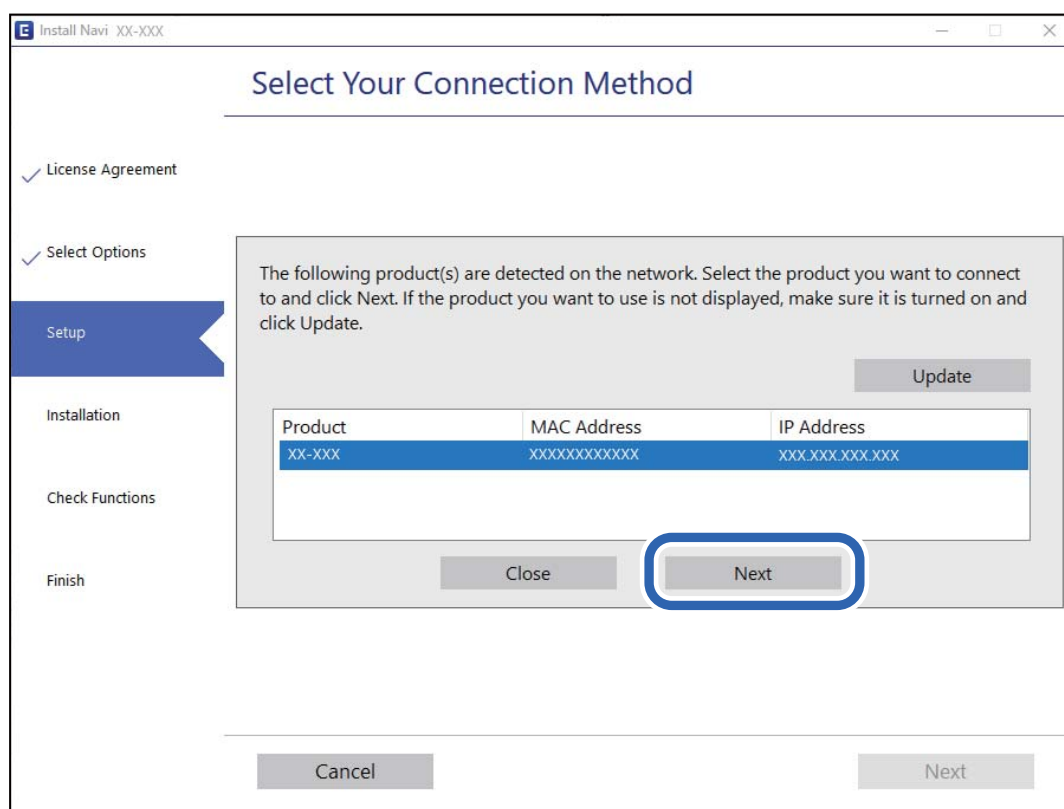 E Install Navi XX-XXX
Select Your Connection Method
License Agreement
Select Options
Setup
Installation
Check Functions
Finish
The following product(s) are detected on the network. Select the product you want to connect
to and click Next. If the product you want to use is not displayed, make sure it is turned on and
click Update.
Update
Product MAC Address IP Address
XX-XXX XXXXXXXXXXXX XXX.XXX.XXX.XXX
Close Next
Cancel Next